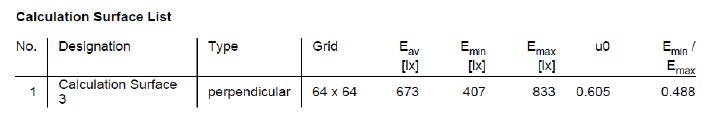 Calculation Surface List
No. Designation Type Grid Eav Emin Emax u0 Emin /
[lx] [lx] [lx] Emax
1 Calculation Surface 3 perpendicular 64 x 64 673 407 833 0.605 0.488